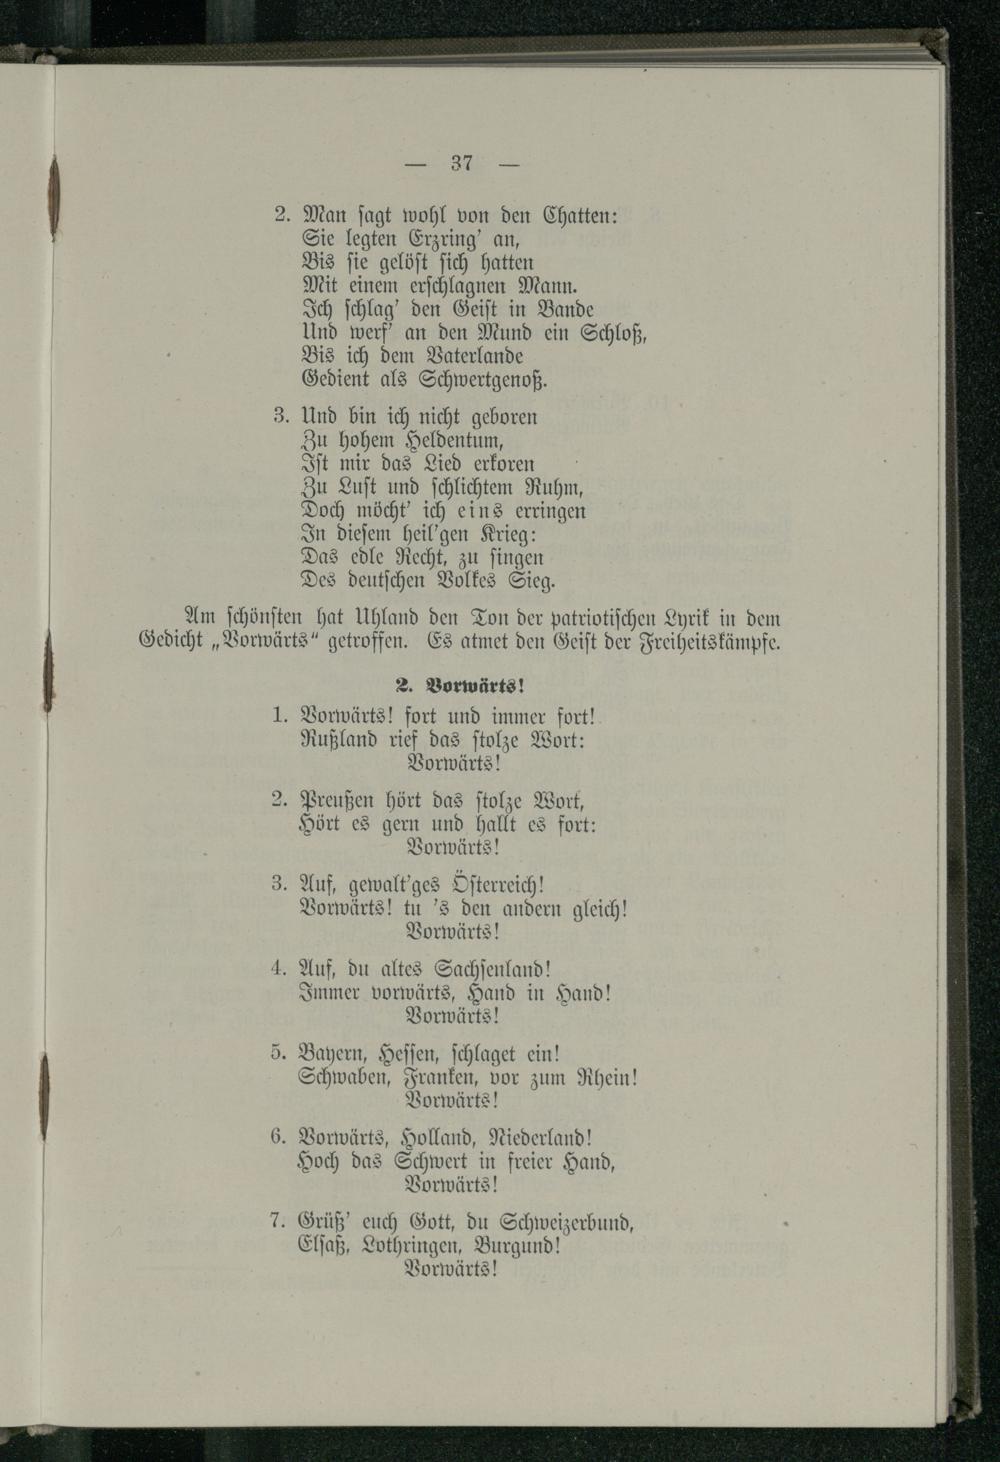 — 37 —
2. Man sagt wohl von den Chatten:
Sie legten Erzring' an,
Bis sie gelöst sich hatten
Mit einem erschlagnen Mann.
Ich schlag' den Geist in Bande
Und werf' an den Mund ein Schloß,
Bis ich dem Vaterlande
Gedient als Schwertgenoß.
3. Und bin ich nicht geboren
Zu hohem Heldentum,
Ist mir das Lied erkoren
Zu Lust und schlichtem Ruhm,
Doch möcht' ich eins erringen
In diesem heil'gen Krieg:
Das edle Recht, zu singen
Des deutschen Volkes Sieg.
Am schönsten hat Uhland den Ton der patriotischen Lyrik in dem
Gedicht „Vorwärts" getroffen. Es atmet den Geist der Freiheitskämpfe.
2. Vorwärts!
1. Vorwärts! fort und immer fort!
Rußland rief das stolze Wort:
Vorwärts!
2. Preußen hört das stolze Wort,
Hört es gern und hallt es fort:
Vorwärts!
3. Auf, gewalt'ges Österreich!
Vorwärts! tu 's den andern gleich!
Vorwärts!
4. Auf, du altes Sachsenland!
Immer vorwärts, Hand in Hand!
Vorwärts!
5. Bayern, Hessen, schlaget ein!
Schwaben, Franken, vor zum Rhein!
Vorwärts!
6. Vorwärts, Holland, Niederland!
Hoch das Schwert in freier Hand,
Vorwärts!
7. Grüß' euch Gott, du Schweizerbund,
Elsaß, Lothringen, Burgund!
Vorwärts!